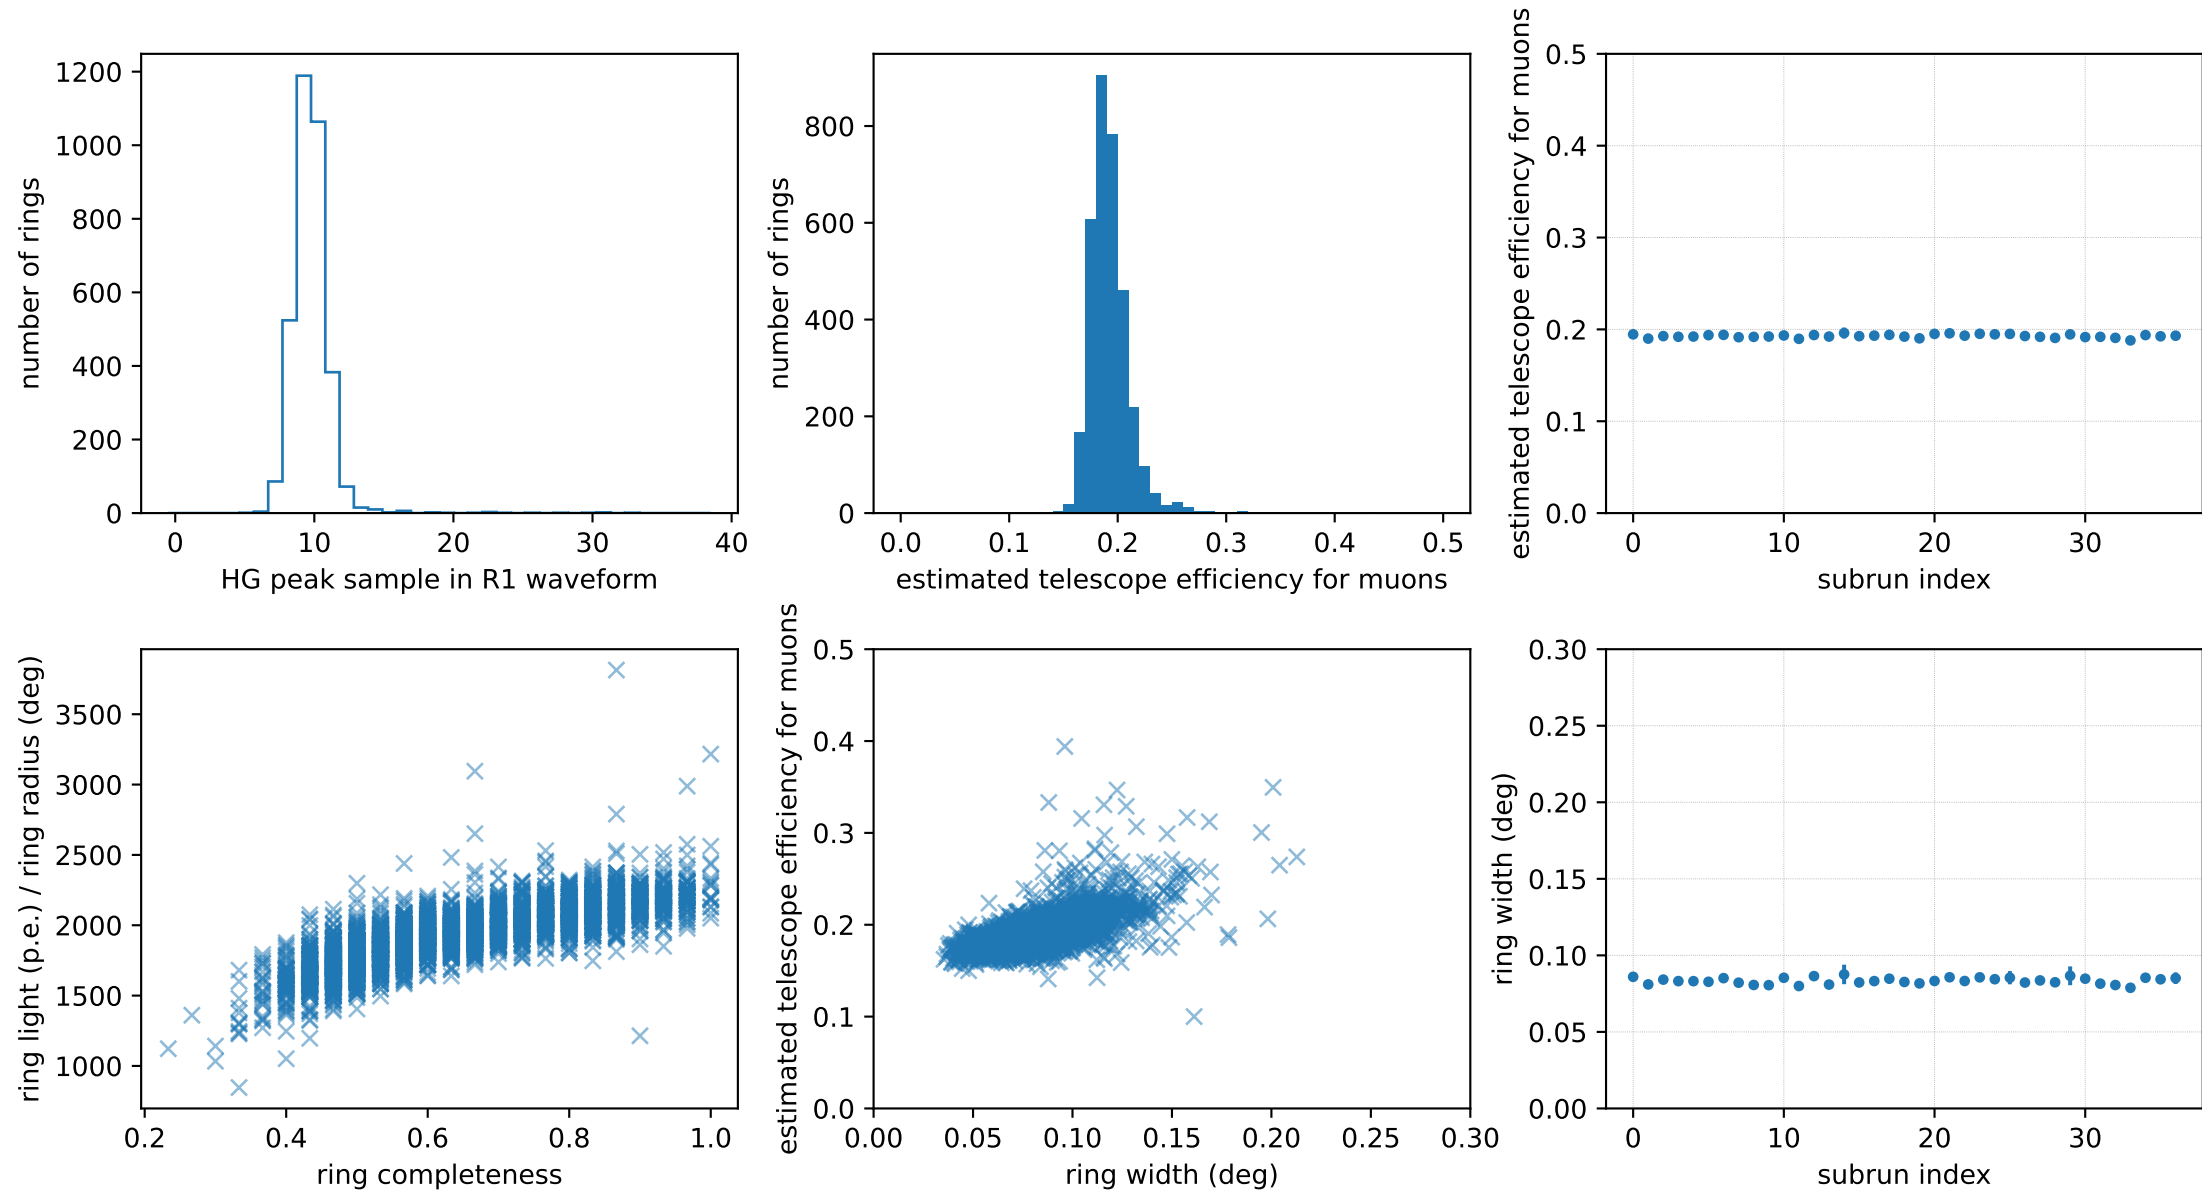 1200
1000
800
600
400
200
0
number of rings
0 10 20 30 40
HG peak sample in R1 waveform
800
600
400
200
0
number of rings
0.0 0.1 0.2 0.3 0.4 0.5
estimated telescope efficiency for muons
0.5
0.4
0.3
0.2
0.1
0.0
estimated telescope efficiency for muons
0 10 20 30
subrun index
3500
3000
2500
2000
1500
1000
ring light (p.e.) / ring radius (deg)
0.2 0.4 0.6 0.8 1.0
ring completeness
0.5
0.4
0.3
0.2
0.1
0.0
estimated telescope efficiency for muons
0.00 0.05 0.10 0.15 0.20 0.25 0.30
ring width (deg)
0.30
0.25
0.20
0.15
0.10
0.05
0.00
ring width (deg)
0 10 20 30
subrun index